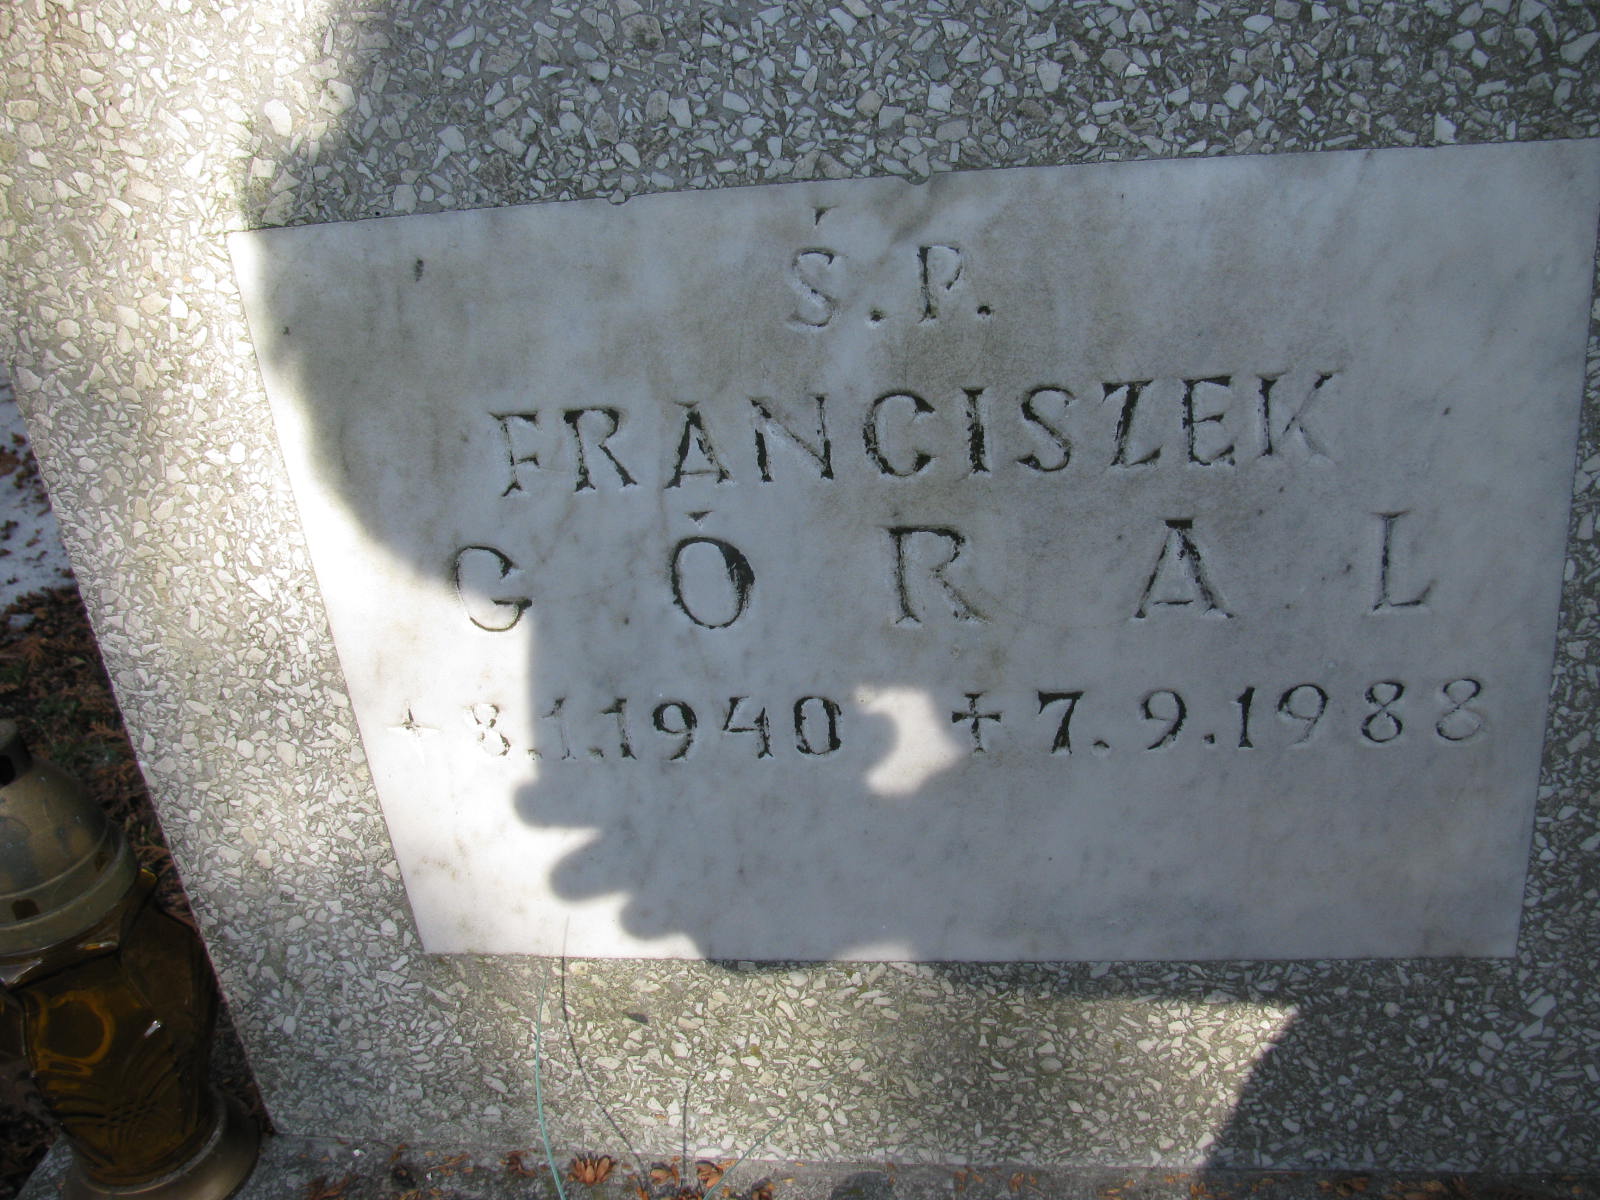 Ś.P.
FRANCISZEK
GÓRAL
+ 8.1.1940 ✝ 7.9.1988